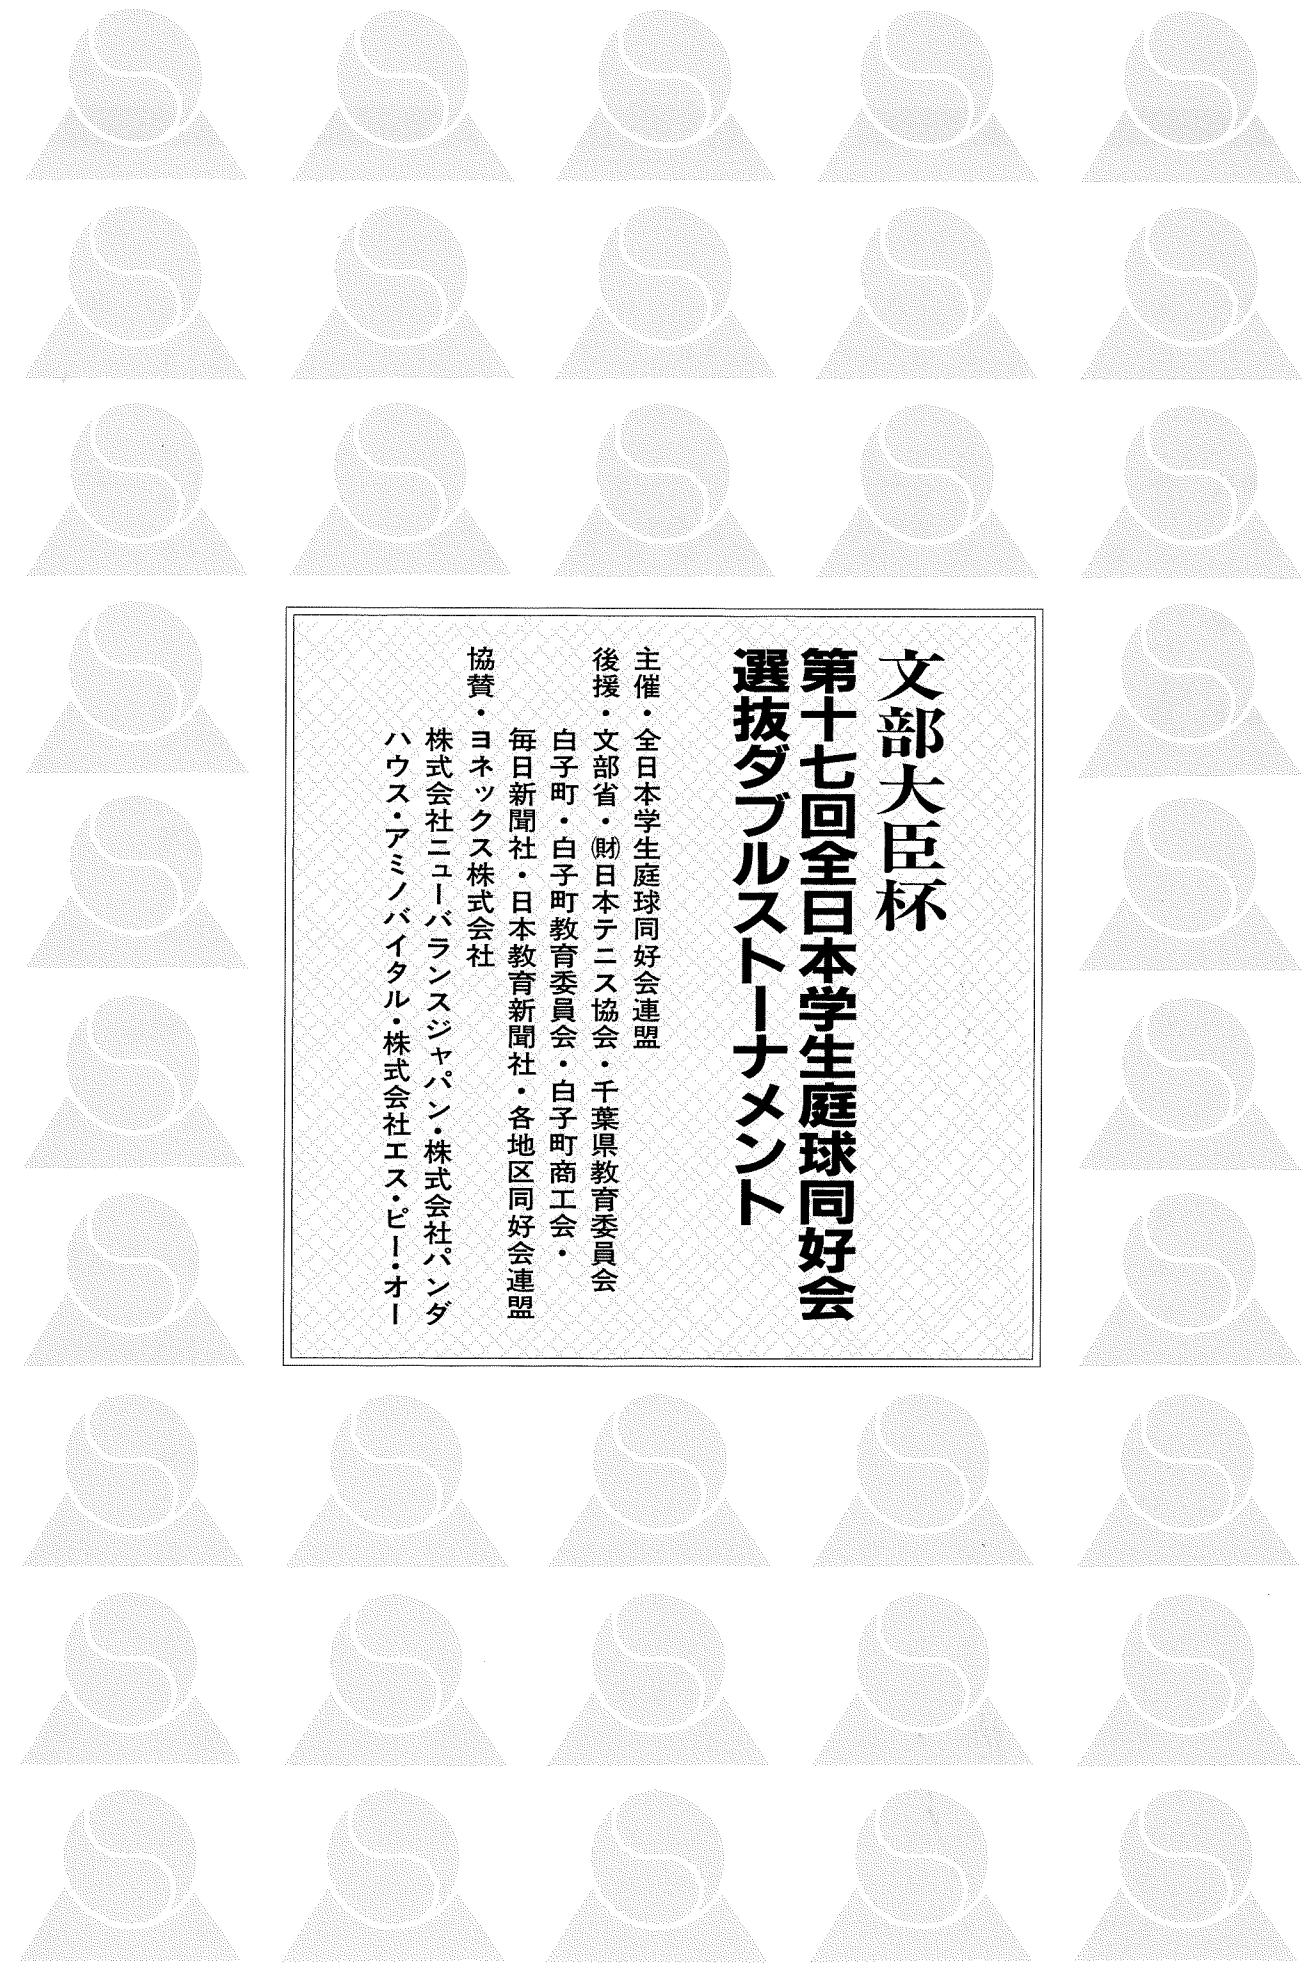 文部大臣杯
第十七回全日本学生庭球同好会
選抜ダブルストーナメント
主催・全日本学生庭球同好会連盟
後援・文部省・㈶日本テニス協会・千葉県教育委員会
白子町・白子町教育委員会・白子町商工会・
毎日新聞社・日本教育新聞社・各地区同好会連盟
協賛・ヨネックス株式会社
株式会社ニューバランスジャパン・株式会社パンダ
ハウス・アミノバイタル・株式会社エス・ピー・オー